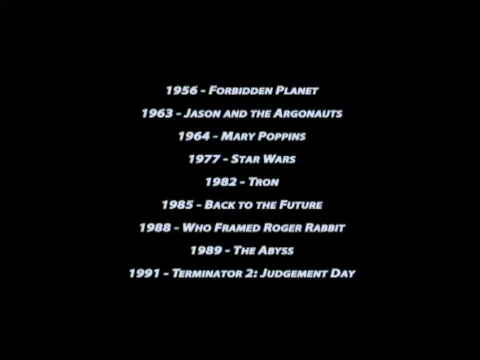 1956 - Forbidden Planet
1963 - Jason and the Argonauts
1964 - Mary Poppins
1977 - Star Wars
1982 - Tron
1985 - Back to the Future
1988 - Who Framed Roger Rabbit
1989 - The Abyss
1991 - Terminator 2: Judgement Day